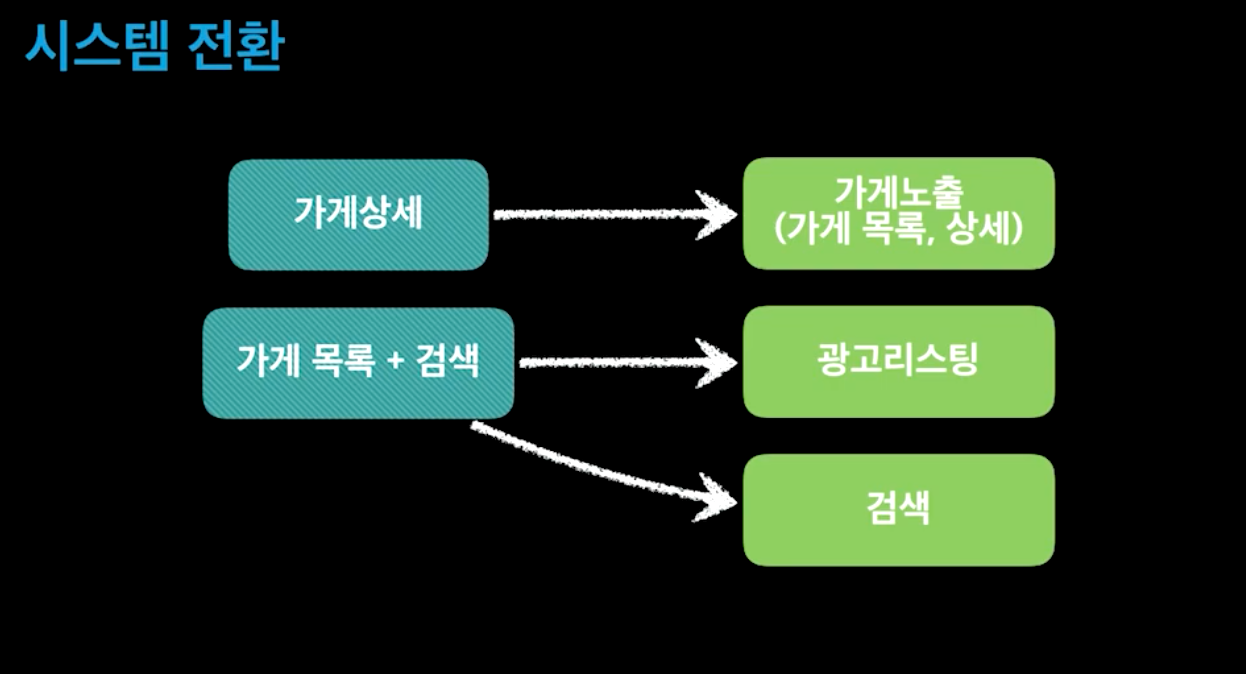 시스템 전환
가게상세
가게노출
(가게 목록, 상세)
가게 목록 + 검색
광고리스팅
검색